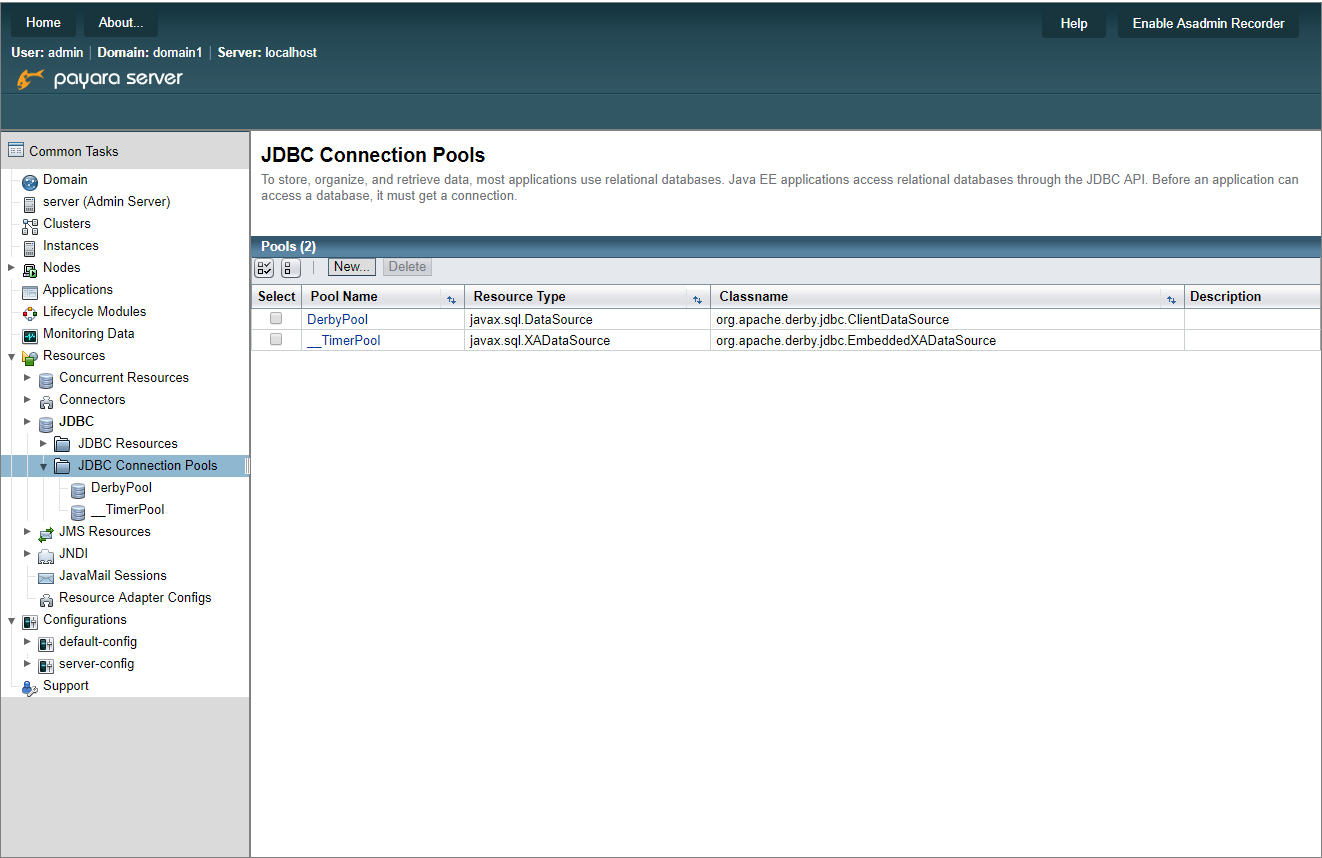 Home About... Help Enable Asadmin Recorder
User: admin | Domain: domain1 | Server: localhost
payara server
Common Tasks
Domain
server (Admin Server)
Clusters
Instances
Nodes
Applications
Lifecycle Modules
Monitoring Data
Resources
Concurrent Resources
Connectors
JDBC
JDBC Resources
JDBC Connection Pools
DerbyPool
__TimerPool
JMS Resources
JNDI
JavaMail Sessions
Resource Adapter Configs
Configurations
default-config
server-config
Support
JDBC Connection Pools
To store, organize, and retrieve data, most applications use relational databases. Java EE applications access relational databases through the JDBC API. Before an application can
access a database, it must get a connection.
Pools (2)
New... Delete
Select Pool Name Resource Type Classname Description
DerbyPool javax.sql.DataSource org.apache.derby.jdbc.ClientDataSource
__TimerPool javax.sql.XADataSource org.apache.derby.jdbc.EmbeddedXADataSource